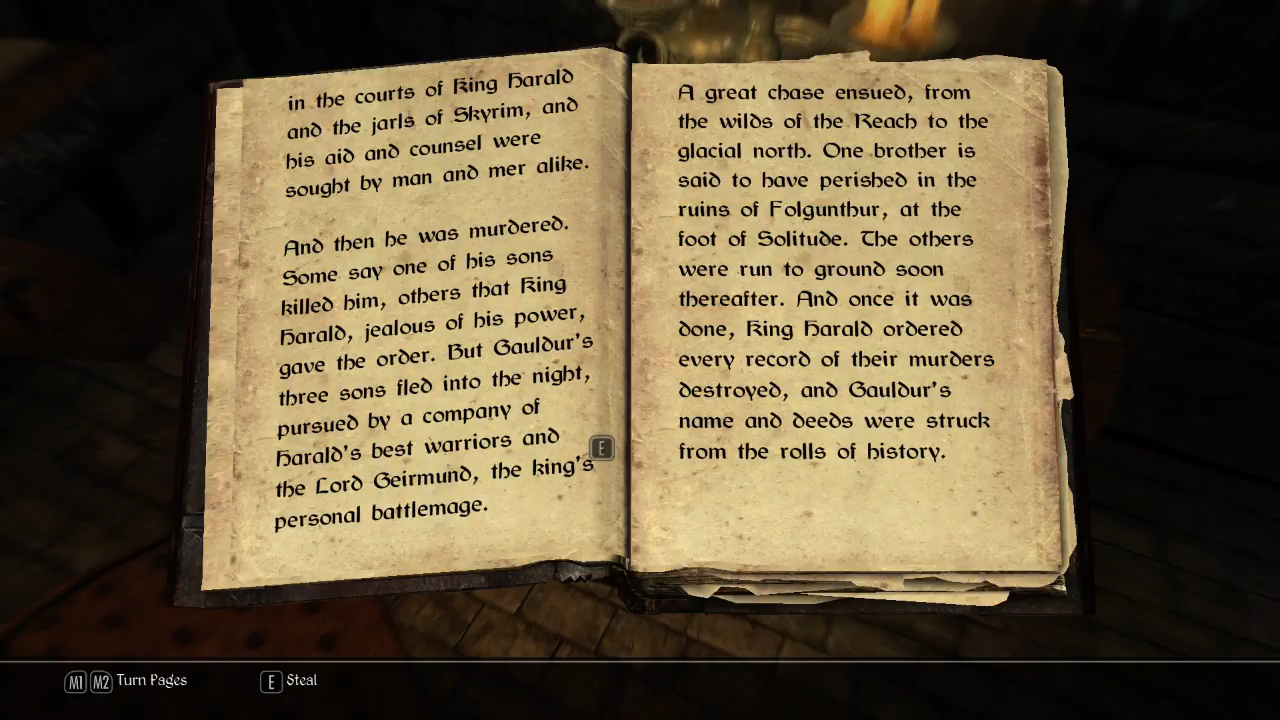 in the courts of King Harald
and the jarls of Skyrim, and
his aid and counsel were
sought by man and mer alike.
And then he was murdered.
Some say one of his sons
killed him, others that King
Harald, jealous of his power,
gave the order. But Gauldur's
three sons fled into the night,
pursued by a company of
Harald's best warriors and
the Lord Geirmund, the king's
personal battlemage.
E
A great chase ensued, from
the wilds of the Reach to the
glacial north. One brother is
said to have perished in the
ruins of Folgunthur, at the
foot of Solitude. The others
were run to ground soon
thereafter. And once it was
done, King Harald ordered
every record of their murders
destroyed, and Gauldur's
name and deeds were struck
from the rolls of history.
M1 M2 Turn Pages
E Steal